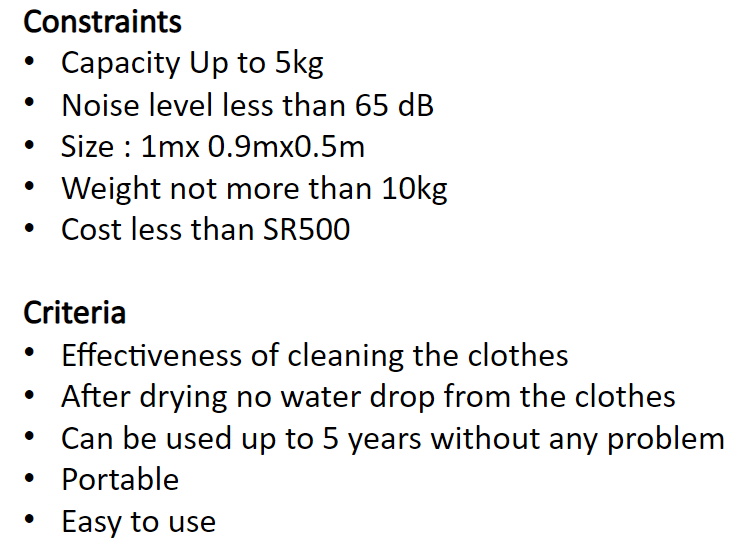 Constraints
• Capacity Up to 5kg
• Noise level less than 65 dB
• Size : 1mx 0.9mx0.5m
• Weight not more than 10kg
• Cost less than SR500
Criteria
• Effectiveness of cleaning the clothes
• After drying no water drop from the clothes
• Can be used up to 5 years without any problem
• Portable
• Easy to use